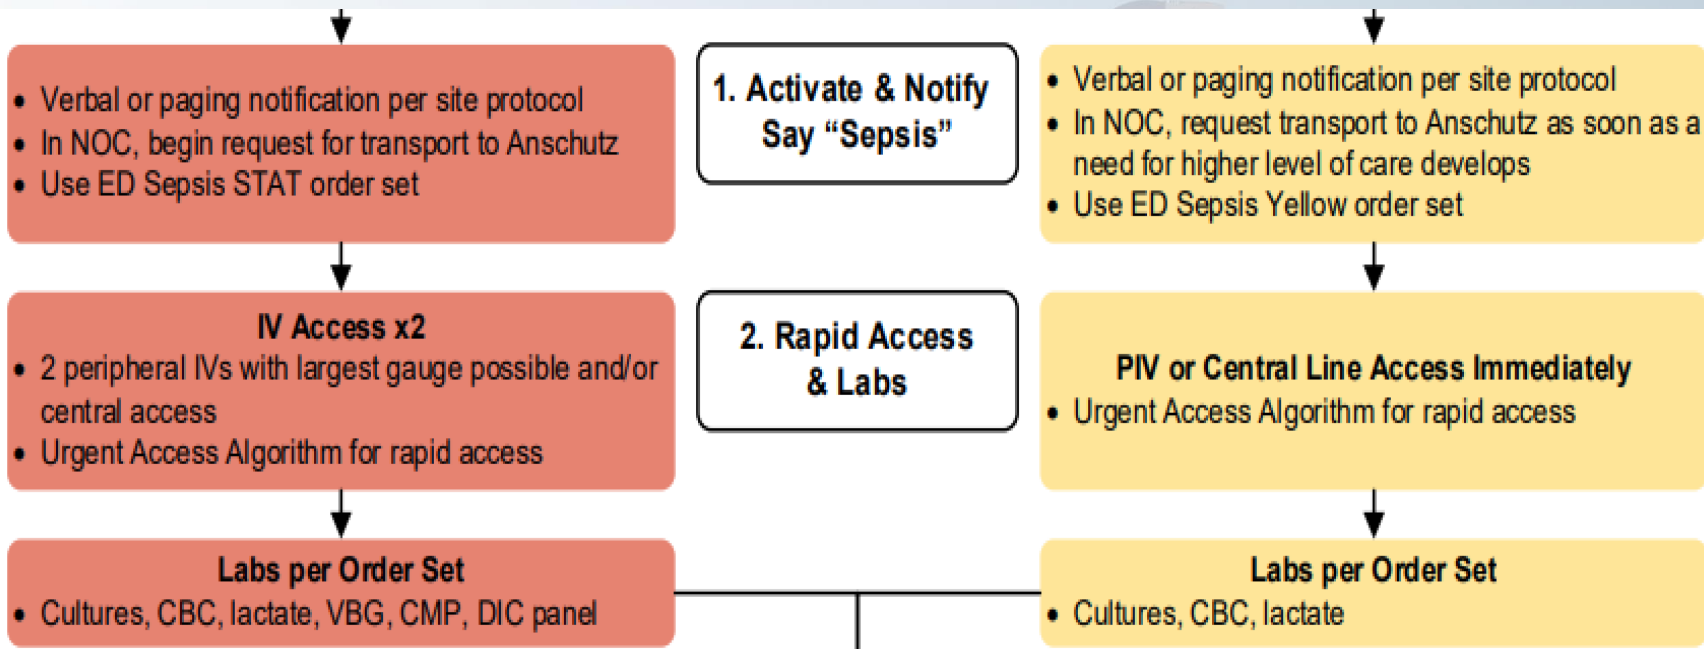 • Verbal or paging notification per site protocol
• In NOC, begin request for transport to Anschutz
• Use ED Sepsis STAT order set
1. Activate & Notify
Say “Sepsis”
• Verbal or paging notification per site protocol
• In NOC, request transport to Anschutz as soon as a
need for higher level of care develops
• Use ED Sepsis Yellow order set
IV Access x2
• 2 peripheral IVs with largest gauge possible and/or
central access
• Urgent Access Algorithm for rapid access
2. Rapid Access
& Labs
PIV or Central Line Access Immediately
• Urgent Access Algorithm for rapid access
Labs per Order Set
• Cultures, CBC, lactate, VBG, CMP, DIC panel
Labs per Order Set
• Cultures, CBC, lactate